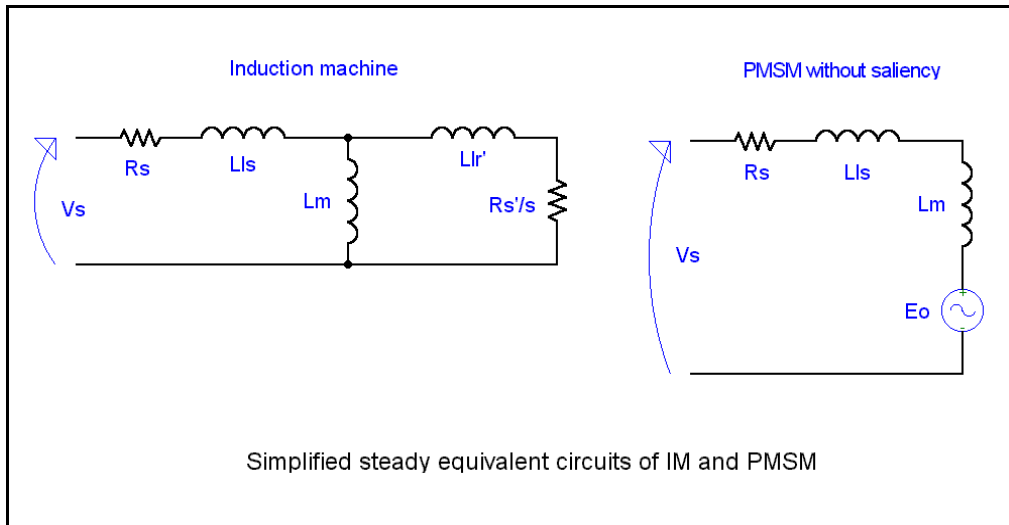 Induction machine
PMSM without saliency
Rs
Lls
Llr'
Lm
Rs'/s
Vs
Rs
Lls
Lm
Vs
Eo
+
-
Simplified steady equivalent circuits of IM and PMSM